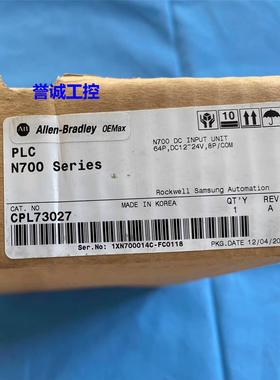 誉诚工控
AB Allen-Bradley OEMax
PLC
N700 Series
N700 DC INPUT UNIT
64P,DC12~24V,8P/COM
10
Rockwell Samsung Automation
CAT. NO
MADE IN KOREA
QT'Y
REV
CPL73027
1
A
Ser.No: 1XN700014C-FC0118
PKG.DATE 12/04/20